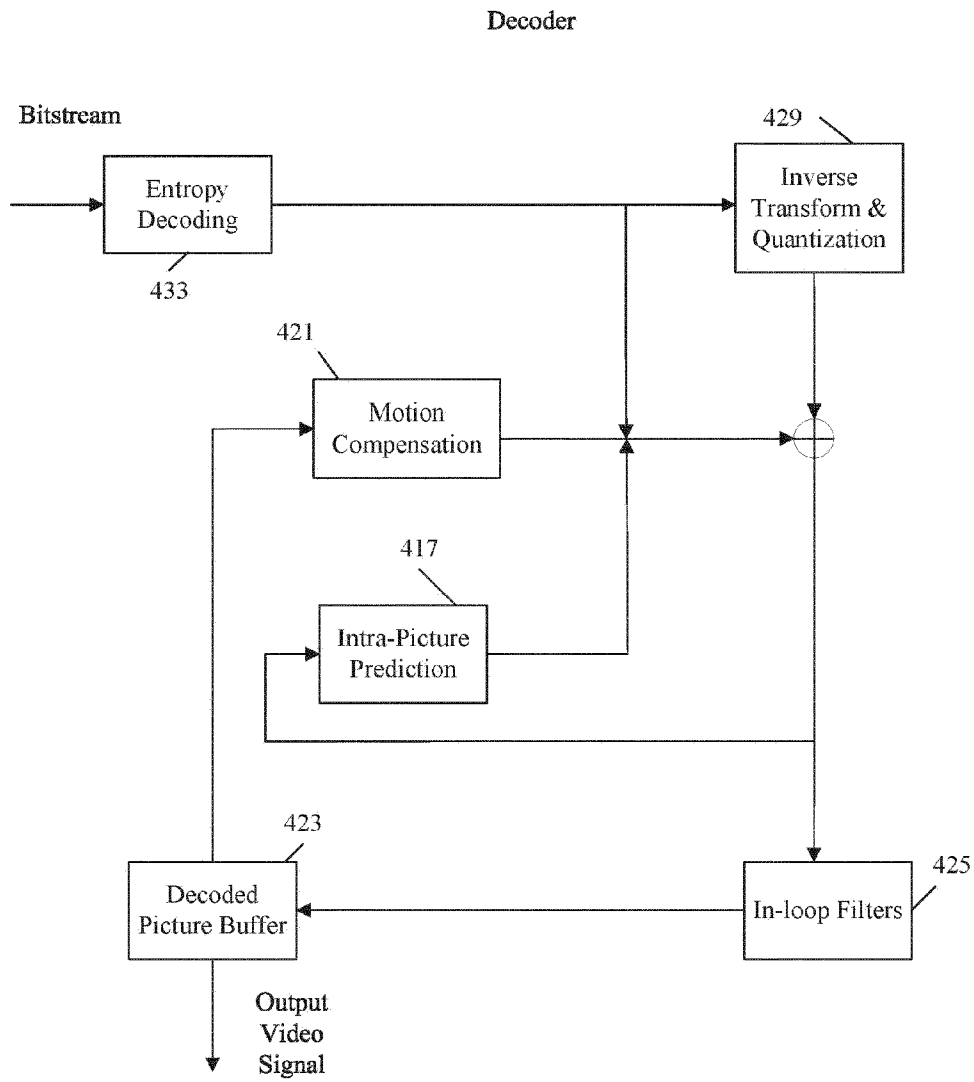 Decoder
Bitstream
429
Entropy
Decoding
Inverse
Transform &
Quantization
433
421
Motion
Compensation
417
Intra-Picture
Prediction
423
Decoded
Picture Buffer
In-loop Filters
425
Output
Video
Signal